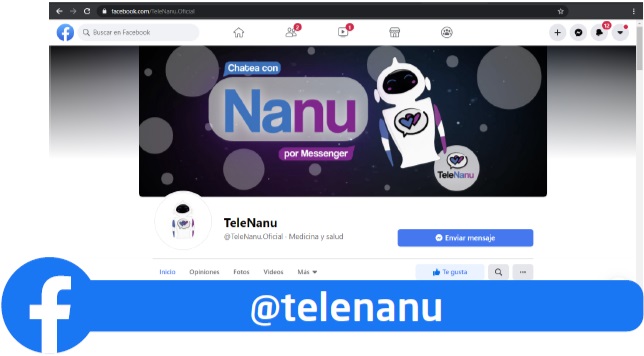 facebook.com/TeleNanu.Oficial
Buscar en Facebook
2
6
12
Chatea con
Nanu
por Messenger
TeleNanu
TeleNanu
@TeleNanu.Oficial · Medicina y salud
Enviar mensaje
Inicio Opiniones Fotos Videos Más
Te gusta
@telenanu